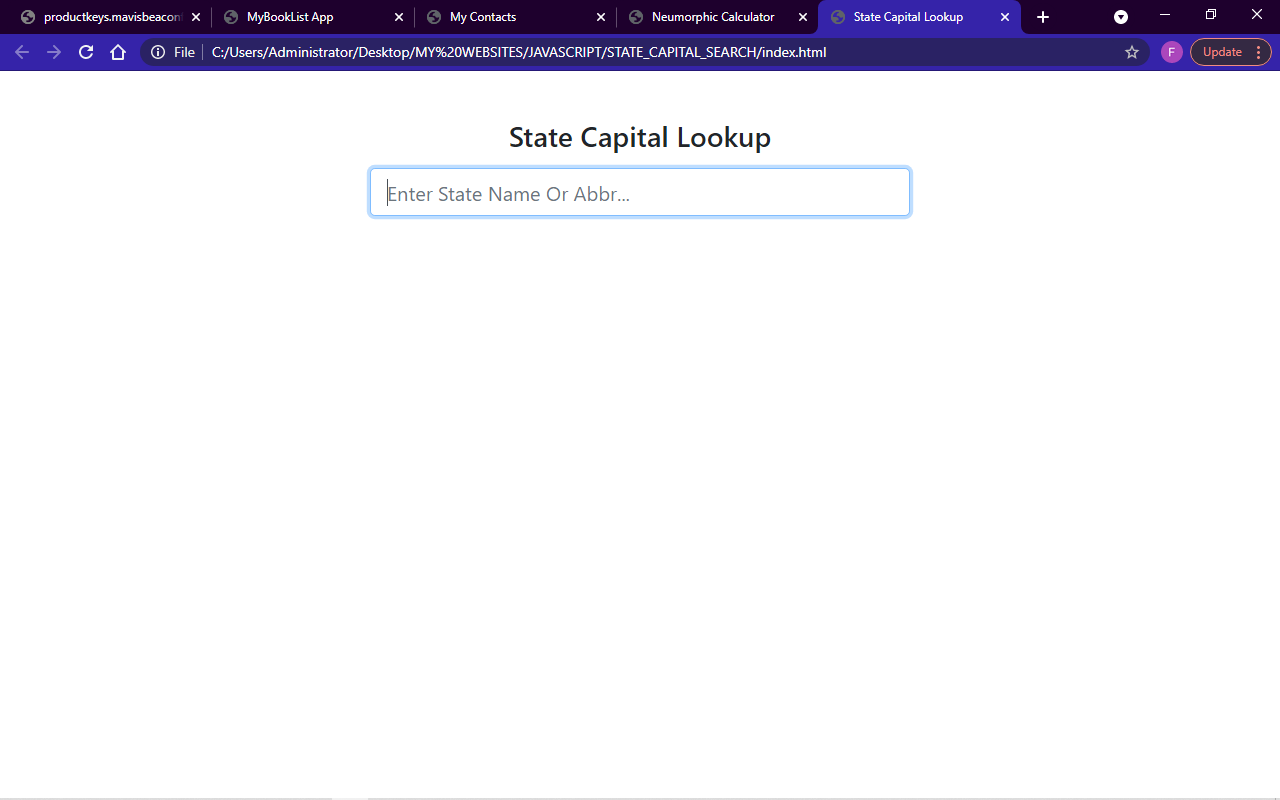 productkeys.mavisbeacon
MyBookList App
My Contacts
Neumorphic Calculator
State Capital Lookup
File
C:/Users/Administrator/Desktop/MY%20WEBSITES/JAVASCRIPT/STATE_CAPITAL_SEARCH/index.html
F
Update
State Capital Lookup
Enter State Name Or Abbr...